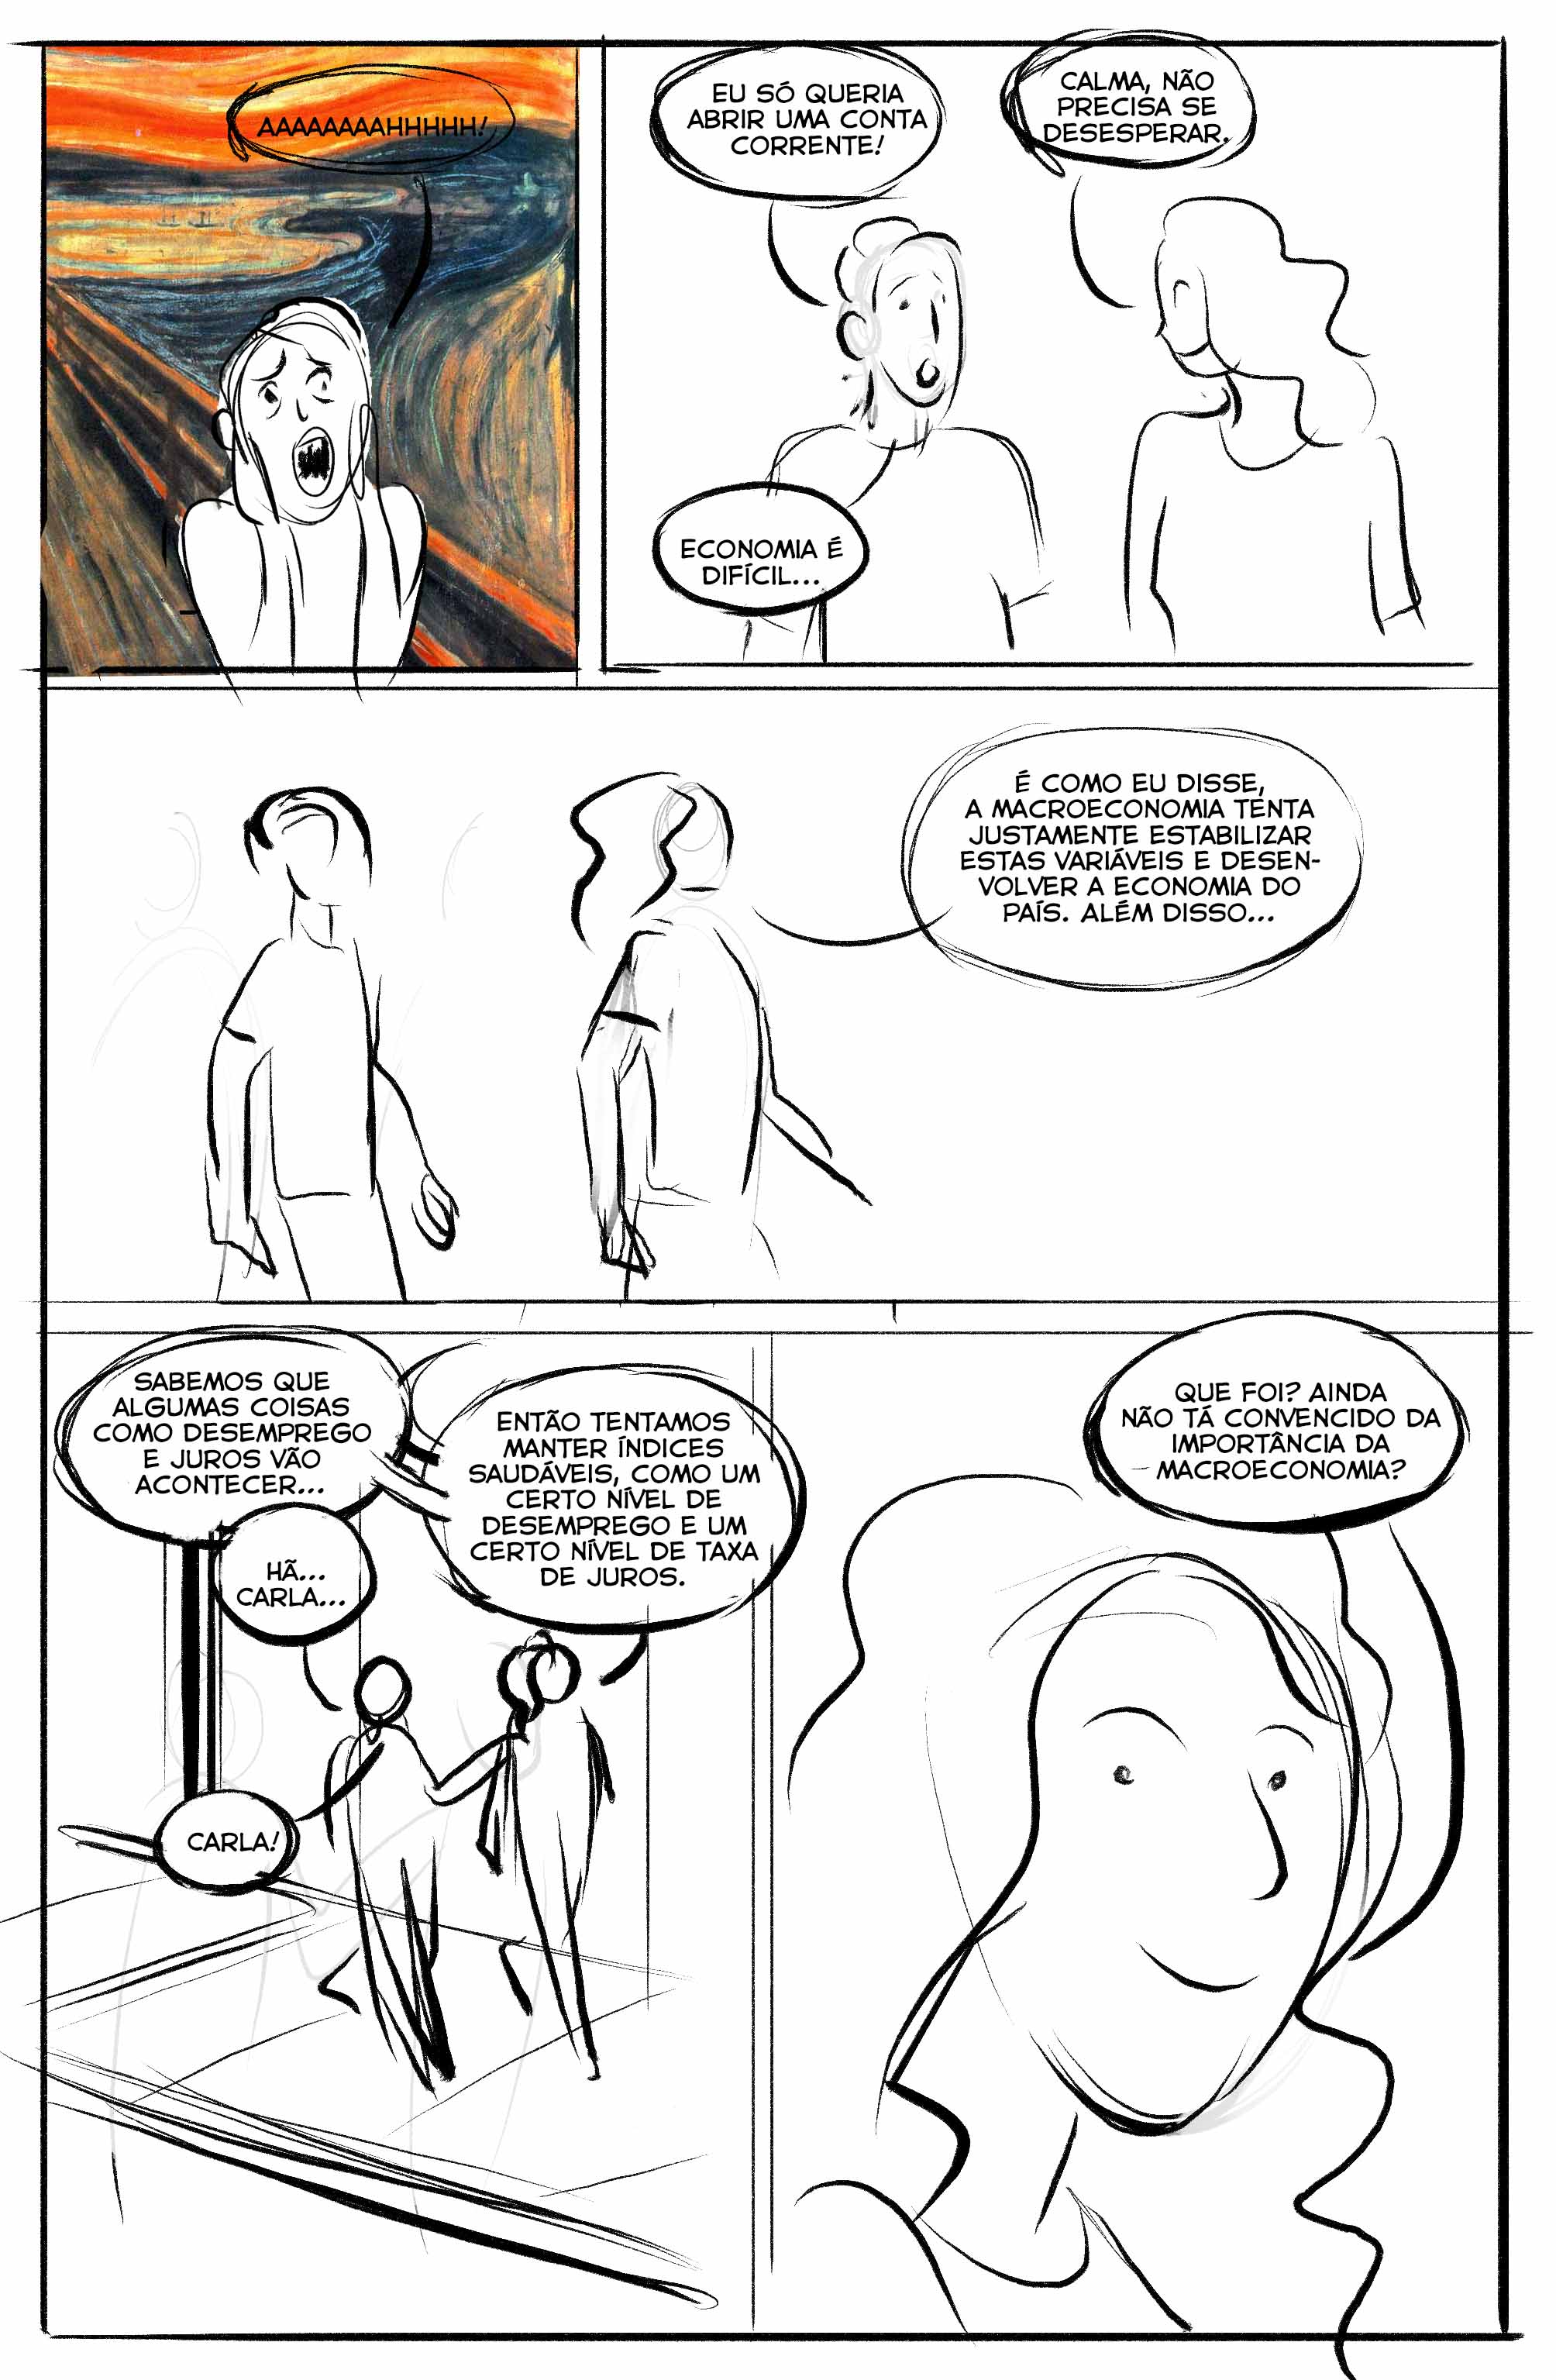 AAAAAAAAHHHHH!
EU SÓ QUERIA
ABRIR UMA CONTA
CORRENTE!
CALMA, NÃO
PRECISA SE
DESESPERAR.
ECONOMIA É
DIFÍCIL...
É COMO EU DISSE,
A MACROECONOMIA TENTA
JUSTAMENTE ESTABILIZAR
ESTAS VARIÁVEIS E DESEN-
VOLVER A ECONOMIA DO
PAÍS. ALÉM DISSO...
SABEMOS QUE
ALGUMAS COISAS
COMO DESEMPREGO
E JUROS VÃO
ACONTECER...
ENTÃO TENTAMOS
MANTER ÍNDICES
SAUDÁVEIS, COMO UM
CERTO NÍVEL DE
DESEMPREGO E UM
CERTO NÍVEL DE TAXA
DE JUROS.
HÃ...
CARLA...
CARLA!
QUE FOI? AINDA
NÃO TÁ CONVENCIDO DA
IMPORTÂNCIA DA
MACROECONOMIA?